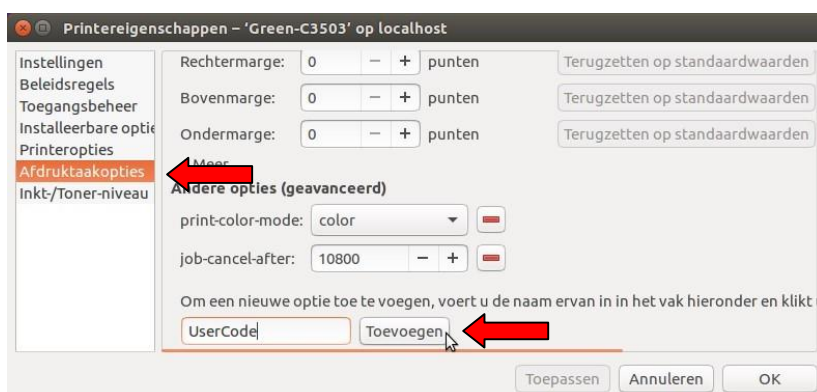 Printereigenschappen – ‘Green-C3503’ op localhost
Instellingen
Beleidsregels
Toegangsbeheer
Installeerbare optie
Printeropties
Afdruktaakopties
Inkt-/Toner-niveau
Rechtermarge: 0 − + punten Terugzetten op standaardwaarden
Bovenmarge: 0 − + punten Terugzetten op standaardwaarden
Ondermarge: 0 − + punten Terugzetten op standaardwaarden
Meer
Andere opties (geavanceerd)
print-color-mode: color
job-cancel-after: 10800 − +
Om een nieuwe optie toe te voegen, voert u de naam ervan in in het vak hieronder en klikt
UserCode Toevoegen
Toepassen Annuleren OK